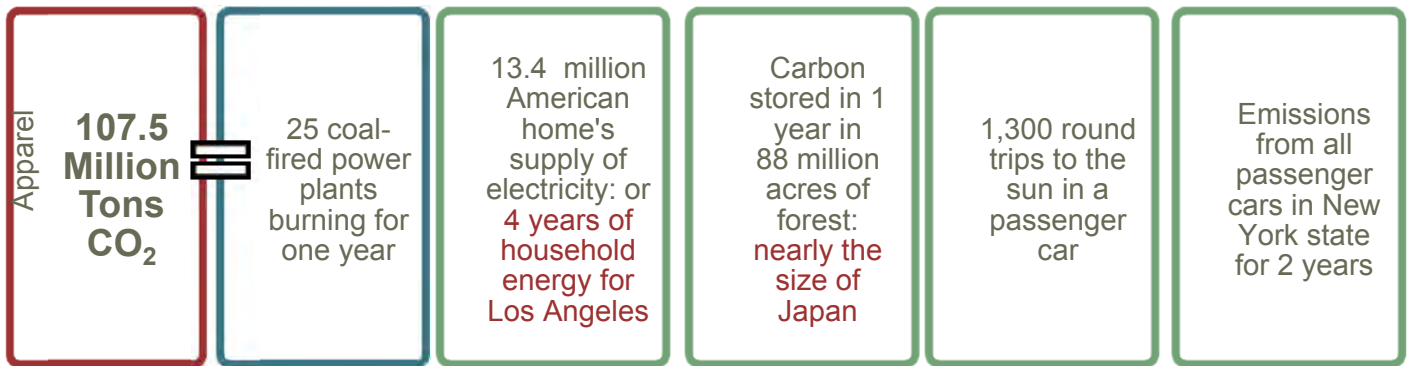 Apparel
107.5
Million
Tons
CO₂
25 coal-
fired power
plants
burning for
one year
13.4 million
American
home's
supply of
electricity: or
4 years of
household
energy for
Los Angeles
Carbon
stored in 1
year in
88 million
acres of
forest:
nearly the
size of
Japan
1,300 round
trips to the
sun in a
passenger
car
Emissions
from all
passenger
cars in New
York state
for 2 years